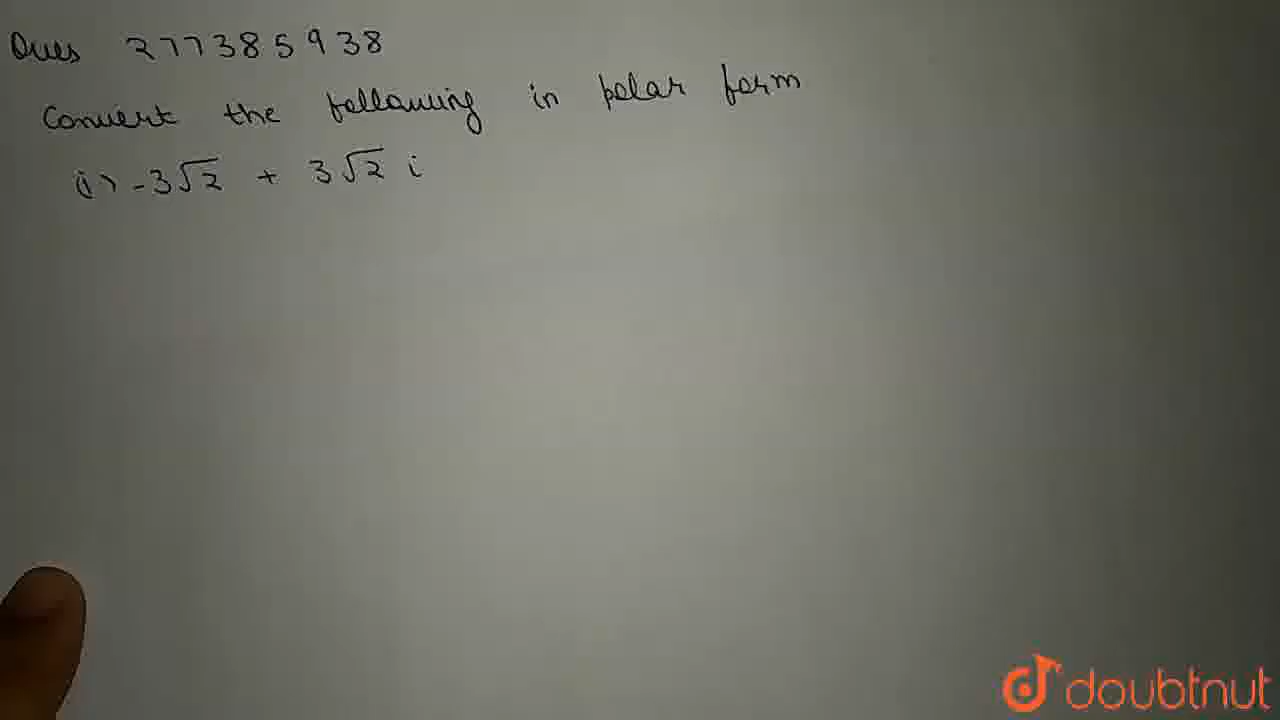 Ques 277385938
Convert the following in polar form
(i) -3√2 + 3√2 i
doubtnut